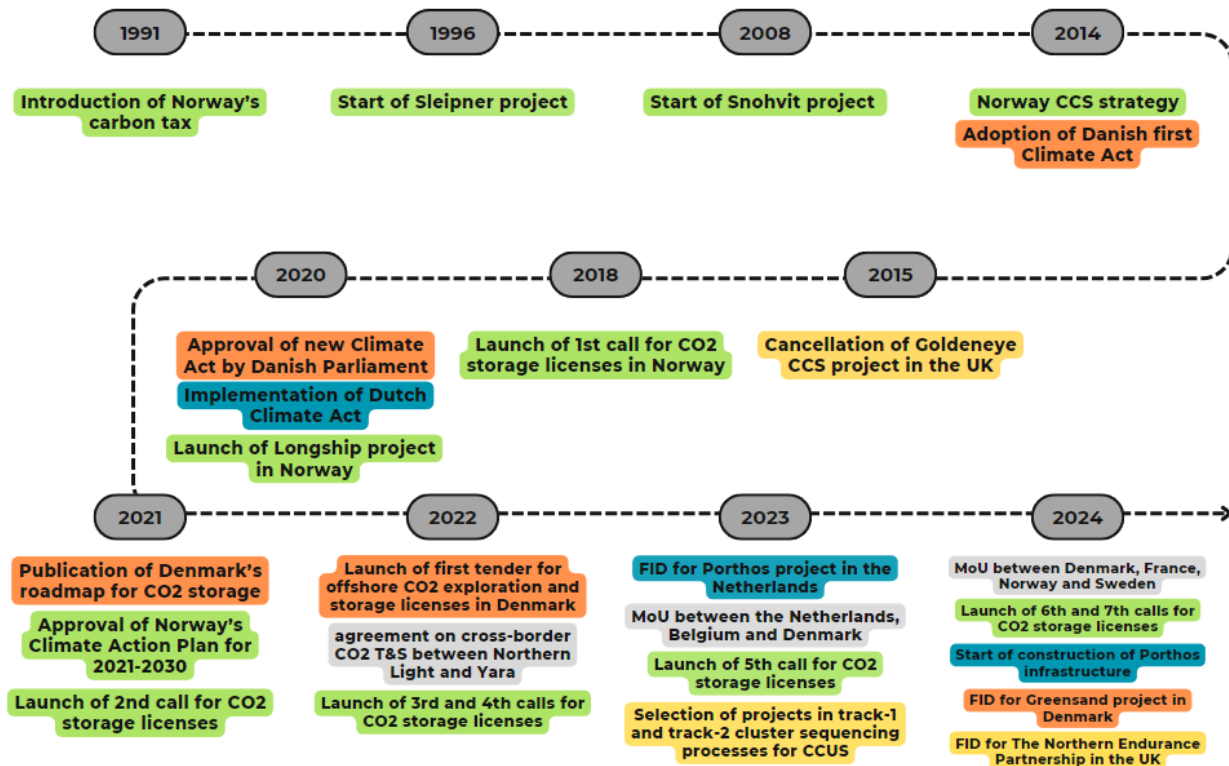 1991
1996
2008
2014
Introduction of Norway's
carbon tax
Start of Sleipner project
Start of Snohvit project
Norway CCS strategy
Adoption of Danish first
Climate Act
2020
2018
2015
Approval of new Climate
Act by Danish Parliament
Implementation of Dutch
Climate Act
Launch of Longship project
in Norway
Launch of 1st call for CO2
storage licenses in Norway
Cancellation of Goldeneye
CCS project in the UK
2021
2022
2023
2024
Publication of Denmark's
roadmap for CO2 storage
Approval of Norway's
Climate Action Plan for
2021-2030
Launch of 2nd call for CO2
storage licenses
Launch of first tender for
offshore CO2 exploration and
storage licenses in Denmark
agreement on cross-border
CO2 T&S between Northern
Light and Yara
Launch of 3rd and 4th calls for
CO2 storage licenses
FID for Porthos project in the
Netherlands
MoU between the Netherlands,
Belgium and Denmark
Launch of 5th call for CO2
storage licenses
Selection of projects in track-1
and track-2 cluster sequencing
processes for CCUS
MoU between Denmark, France,
Norway and Sweden
Launch of 6th and 7th calls for
CO2 storage licenses
Start of construction of Porthos
infrastructure
FID for Greensand project in
Denmark
FID for The Northern Endurance
Partnership in the UK